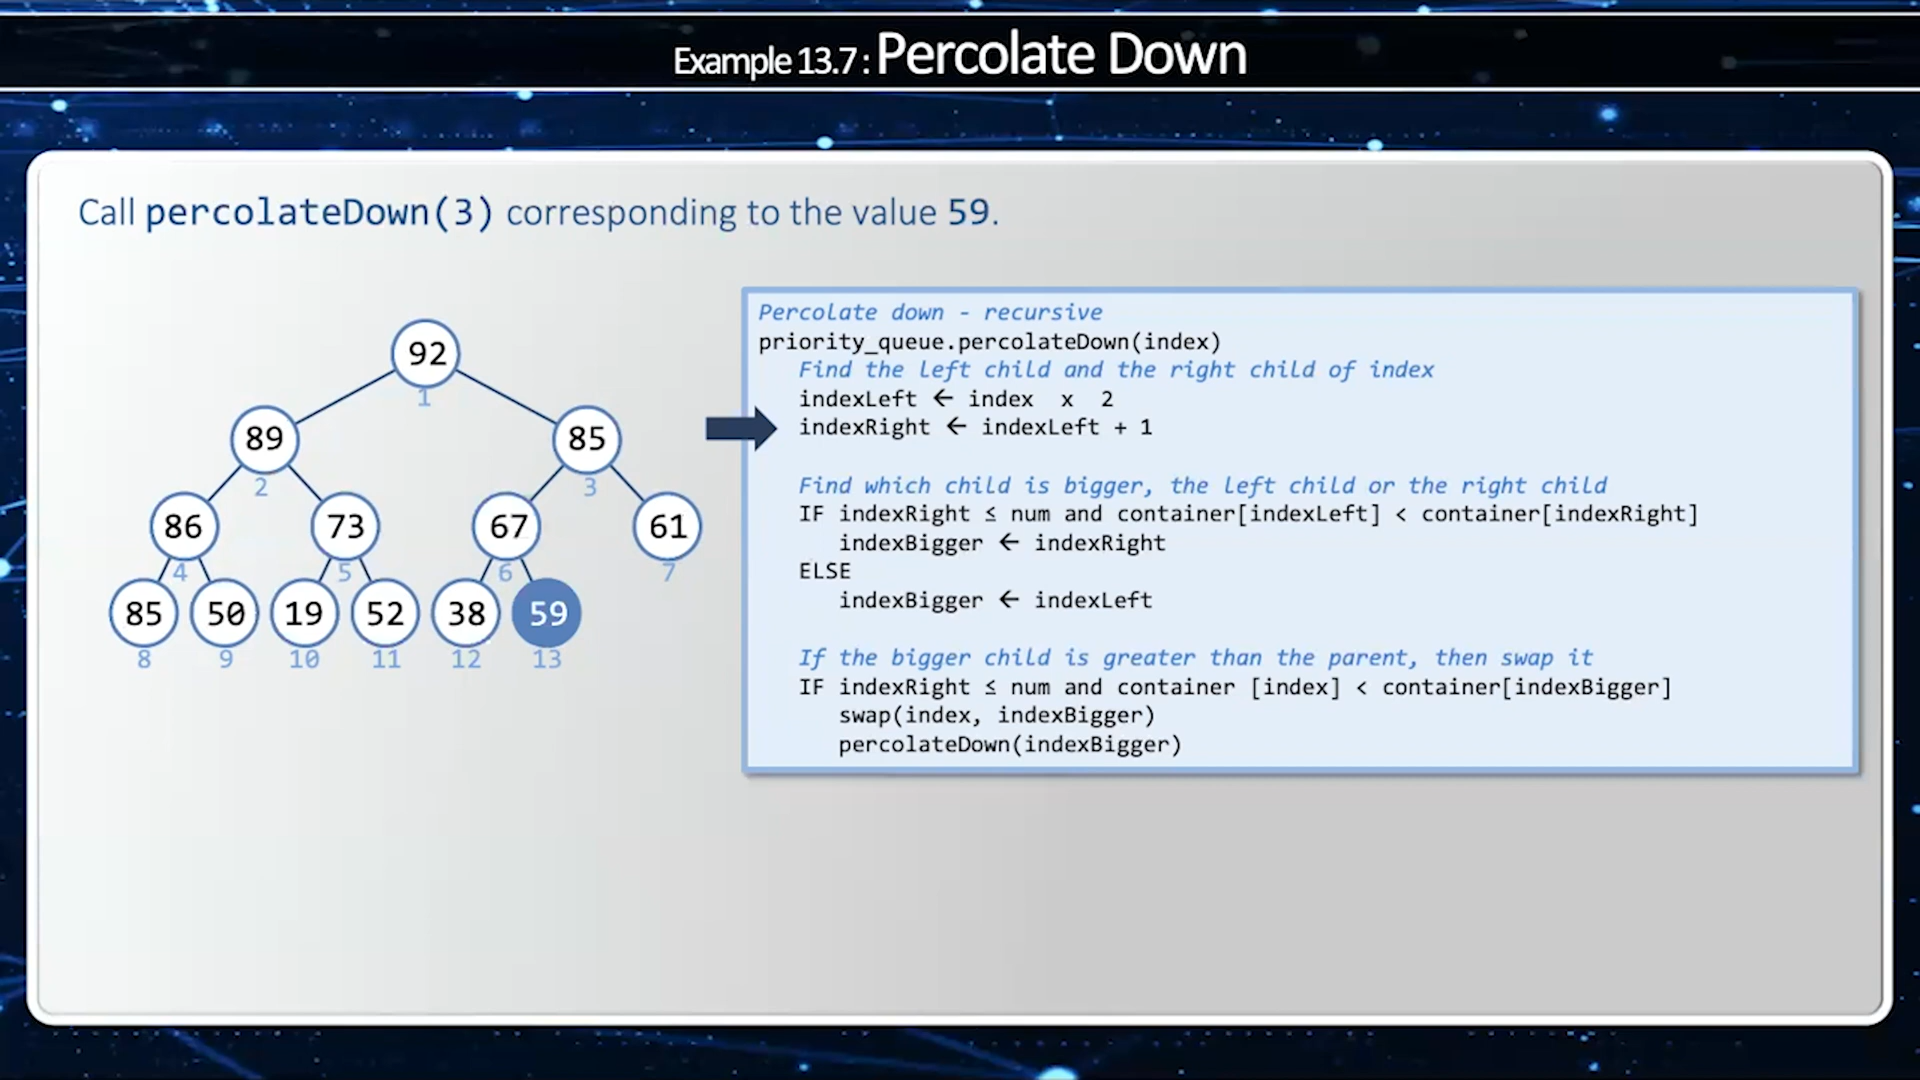 Example 13.7 : Percolate Down
Call percolateDown(3) corresponding to the value 59.
92
1
89
85
2
3
86
73
67
61
4
5
6
7
85
50
19
52
38
59
8
9
10
11
12
13
Percolate down - recursive
priority_queue.percolateDown(index)
Find the left child and the right child of index
indexLeft ← index x 2
indexRight ← indexLeft + 1
Find which child is bigger, the left child or the right child
IF indexRight ≤ num and container[indexLeft] < container[indexRight]
indexBigger ← indexRight
ELSE
indexBigger ← indexLeft
If the bigger child is greater than the parent, then swap it
IF indexRight ≤ num and container [index] < container[indexBigger]
swap(index, indexBigger)
percolateDown(indexBigger)